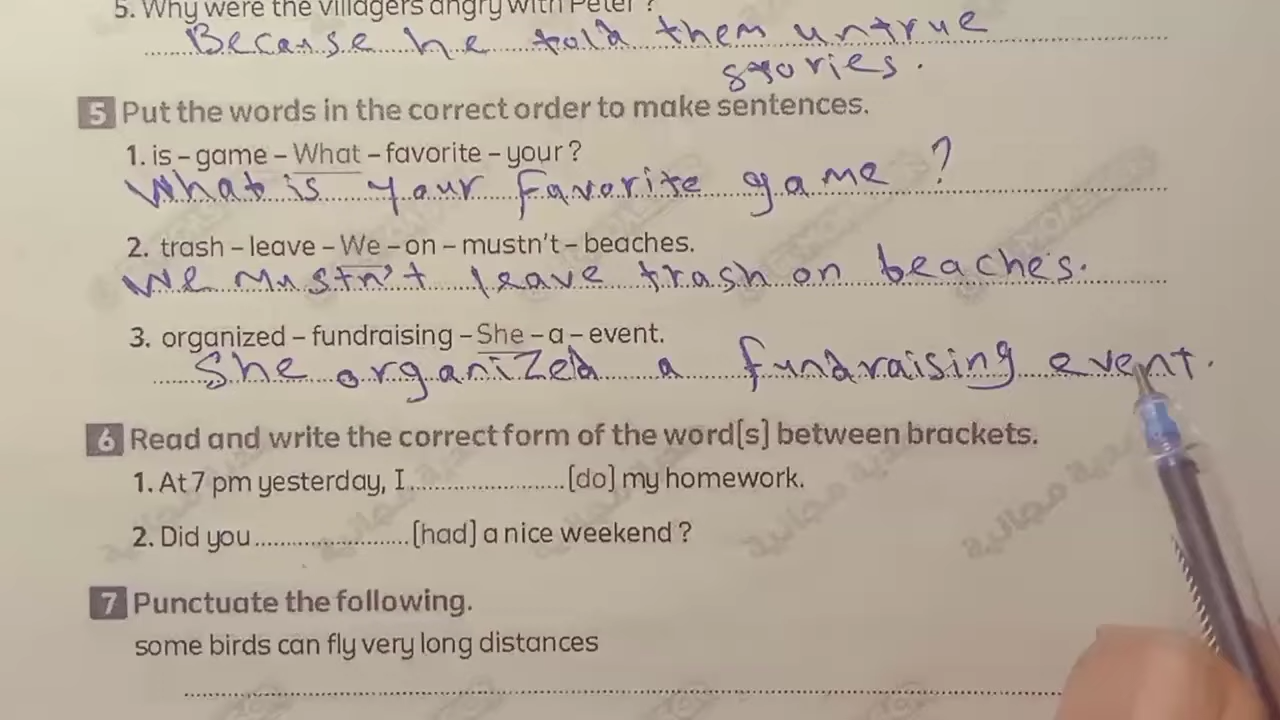 5. Why were the villagers angry with Peter ?
Because he told them untrue
stories.
5 Put the words in the correct order to make sentences.
1. is – game – What – favorite – your ?
What is your favorite game ?
2. trash – leave – We – on – mustn't – beaches.
We mustn't leave trash on beaches.
3. organized – fundraising – She – a – event.
She organized a fundraising event.
6 Read and write the correct form of the word[s] between brackets.
1. At 7 pm yesterday, I ...................... [do] my homework.
2. Did you ...................... [had] a nice weekend ?
7 Punctuate the following.
some birds can fly very long distances